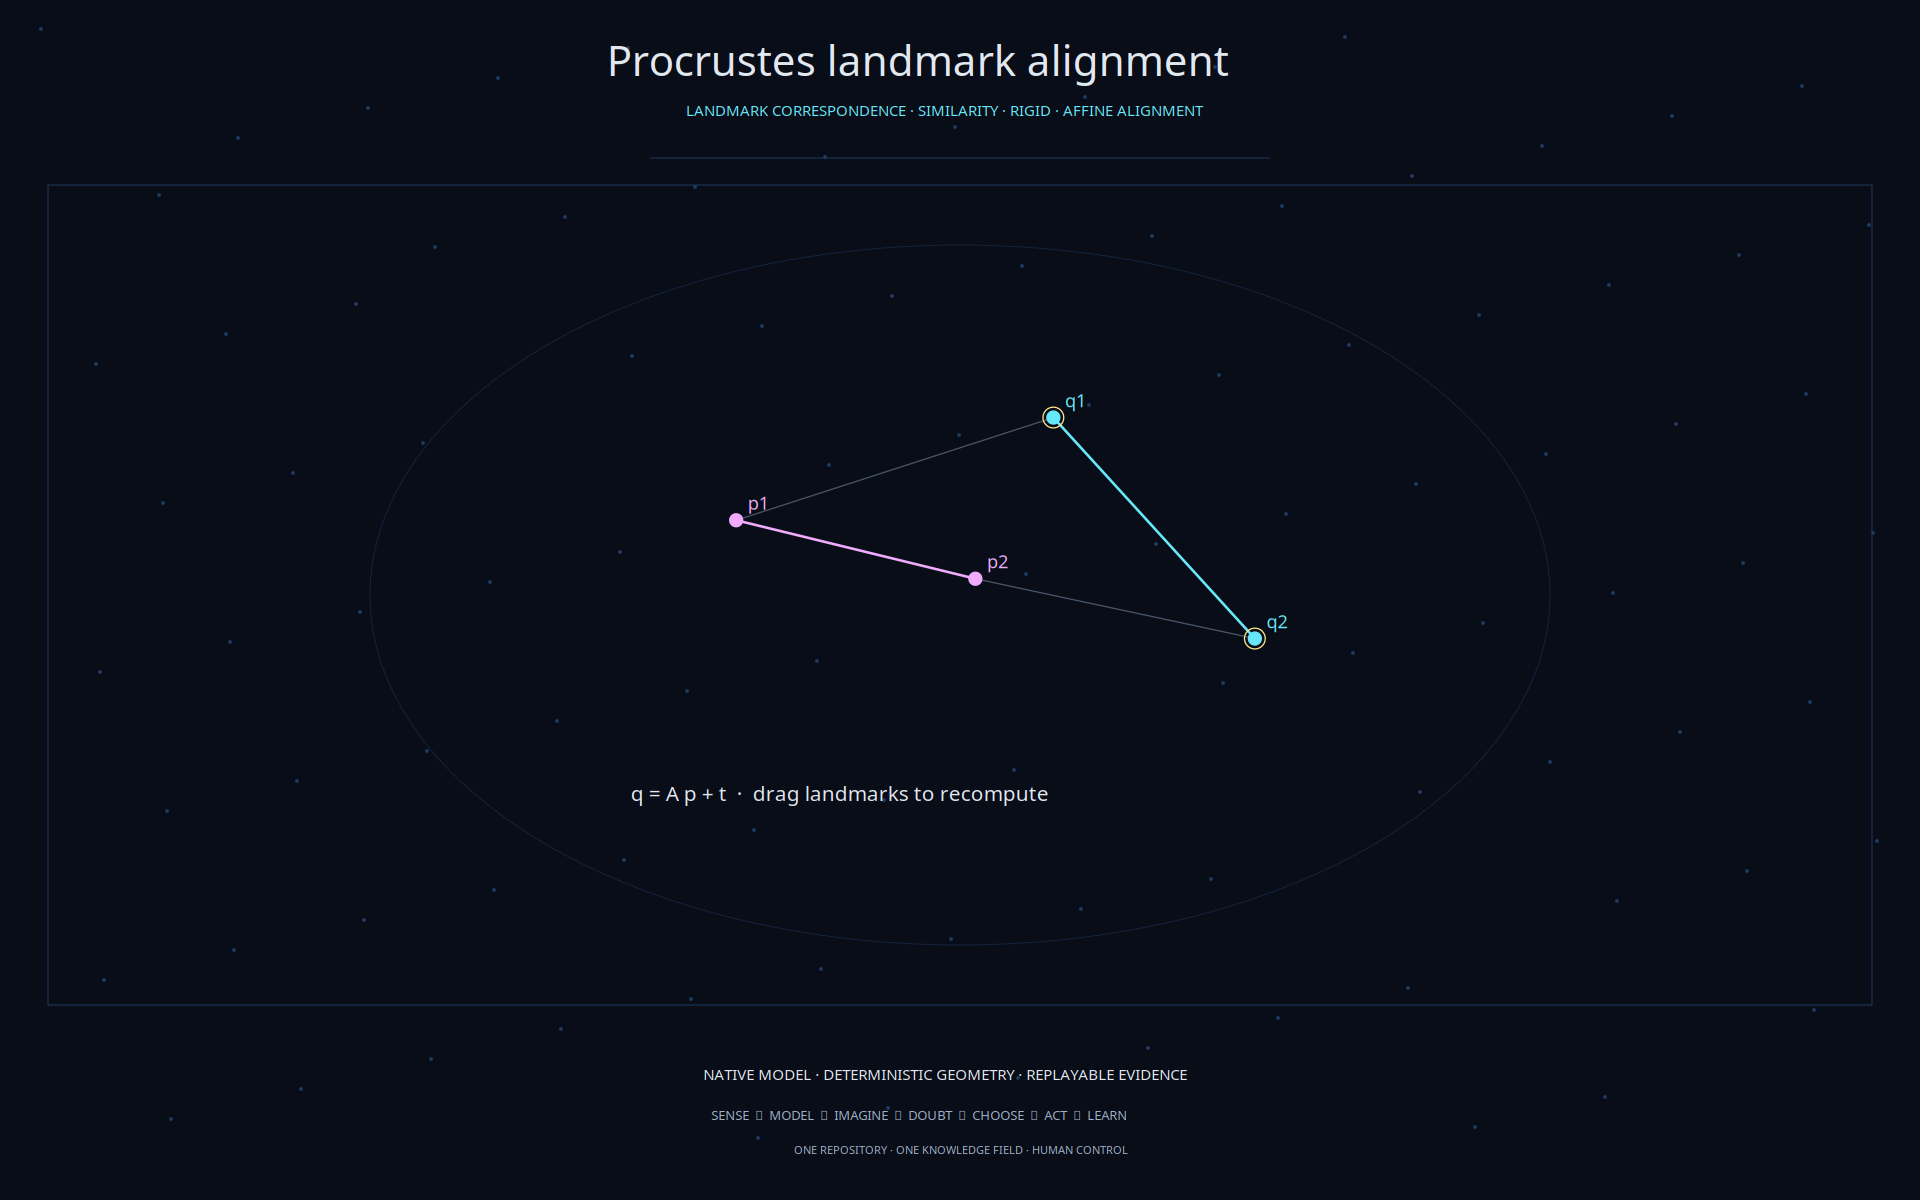 Procrustes landmark alignment
LANDMARK CORRESPONDENCE · SIMILARITY · RIGID · AFFINE ALIGNMENT
q1
p1
p2
q2
q = A p + t · drag landmarks to recompute
NATIVE MODEL · DETERMINISTIC GEOMETRY · REPLAYABLE EVIDENCE
SENSE ▯ MODEL ▯ IMAGINE ▯ DOUBT ▯ CHOOSE ▯ ACT ▯ LEARN
ONE REPOSITORY · ONE KNOWLEDGE FIELD · HUMAN CONTROL